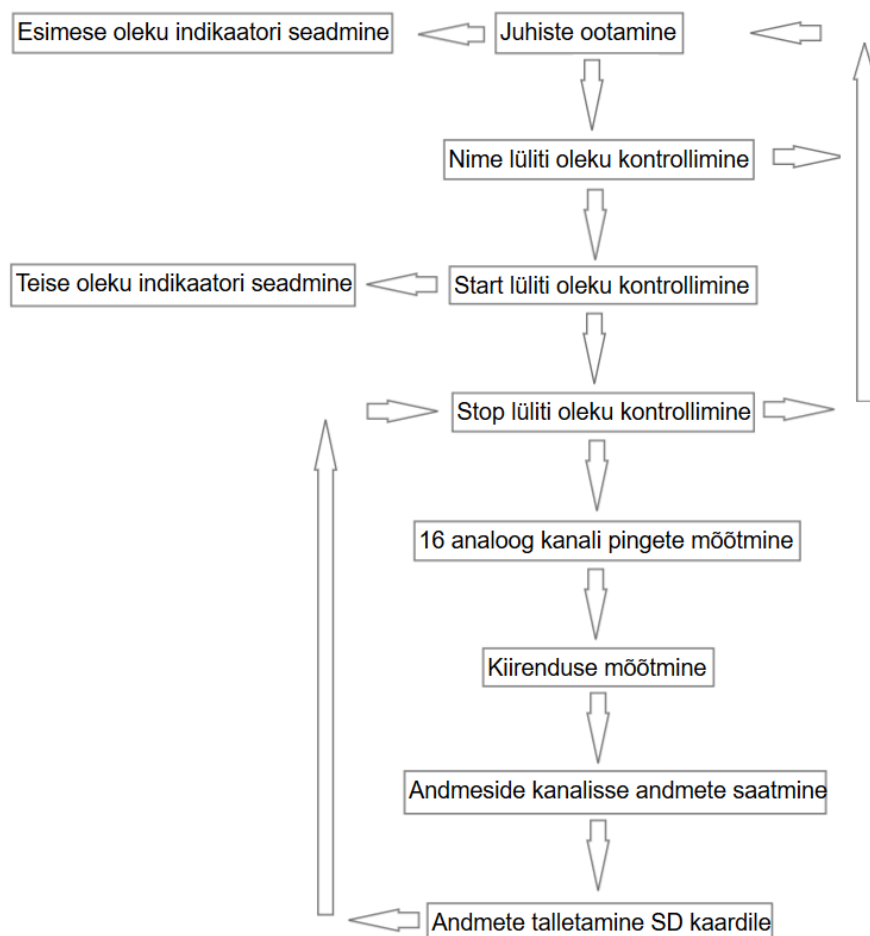 Esimese oleku indikaatori seadmine
Juhiste ootamine
Nime lüliti oleku kontrollimine
Teise oleku indikaatori seadmine
Start lüliti oleku kontrollimine
Stop lüliti oleku kontrollimine
16 analoog kanali pingete mõõtmine
Kiirenduse mõõtmine
Andmeside kanalisse andmete saatmine
Andmete talletamine SD kaardile